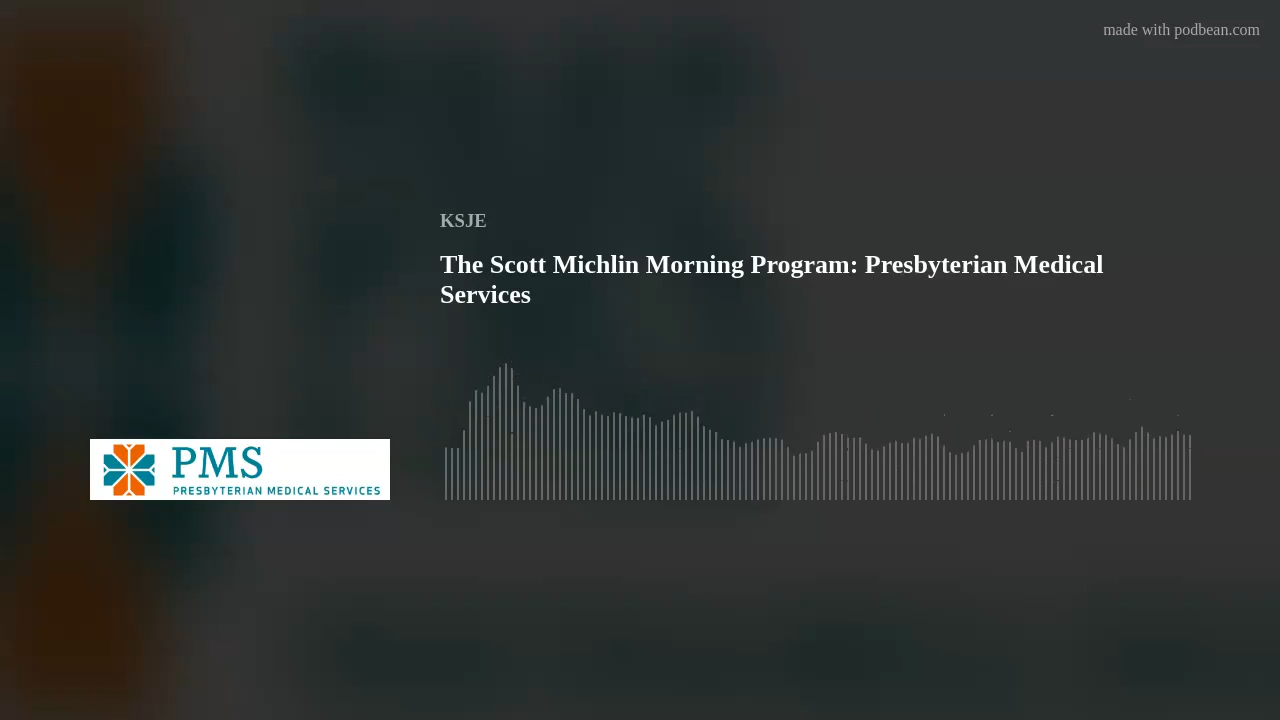 made with podbean.com
KSJE
The Scott Michlin Morning Program: Presbyterian Medical
Services
PMS
PRESBYTERIAN MEDICAL SERVICES